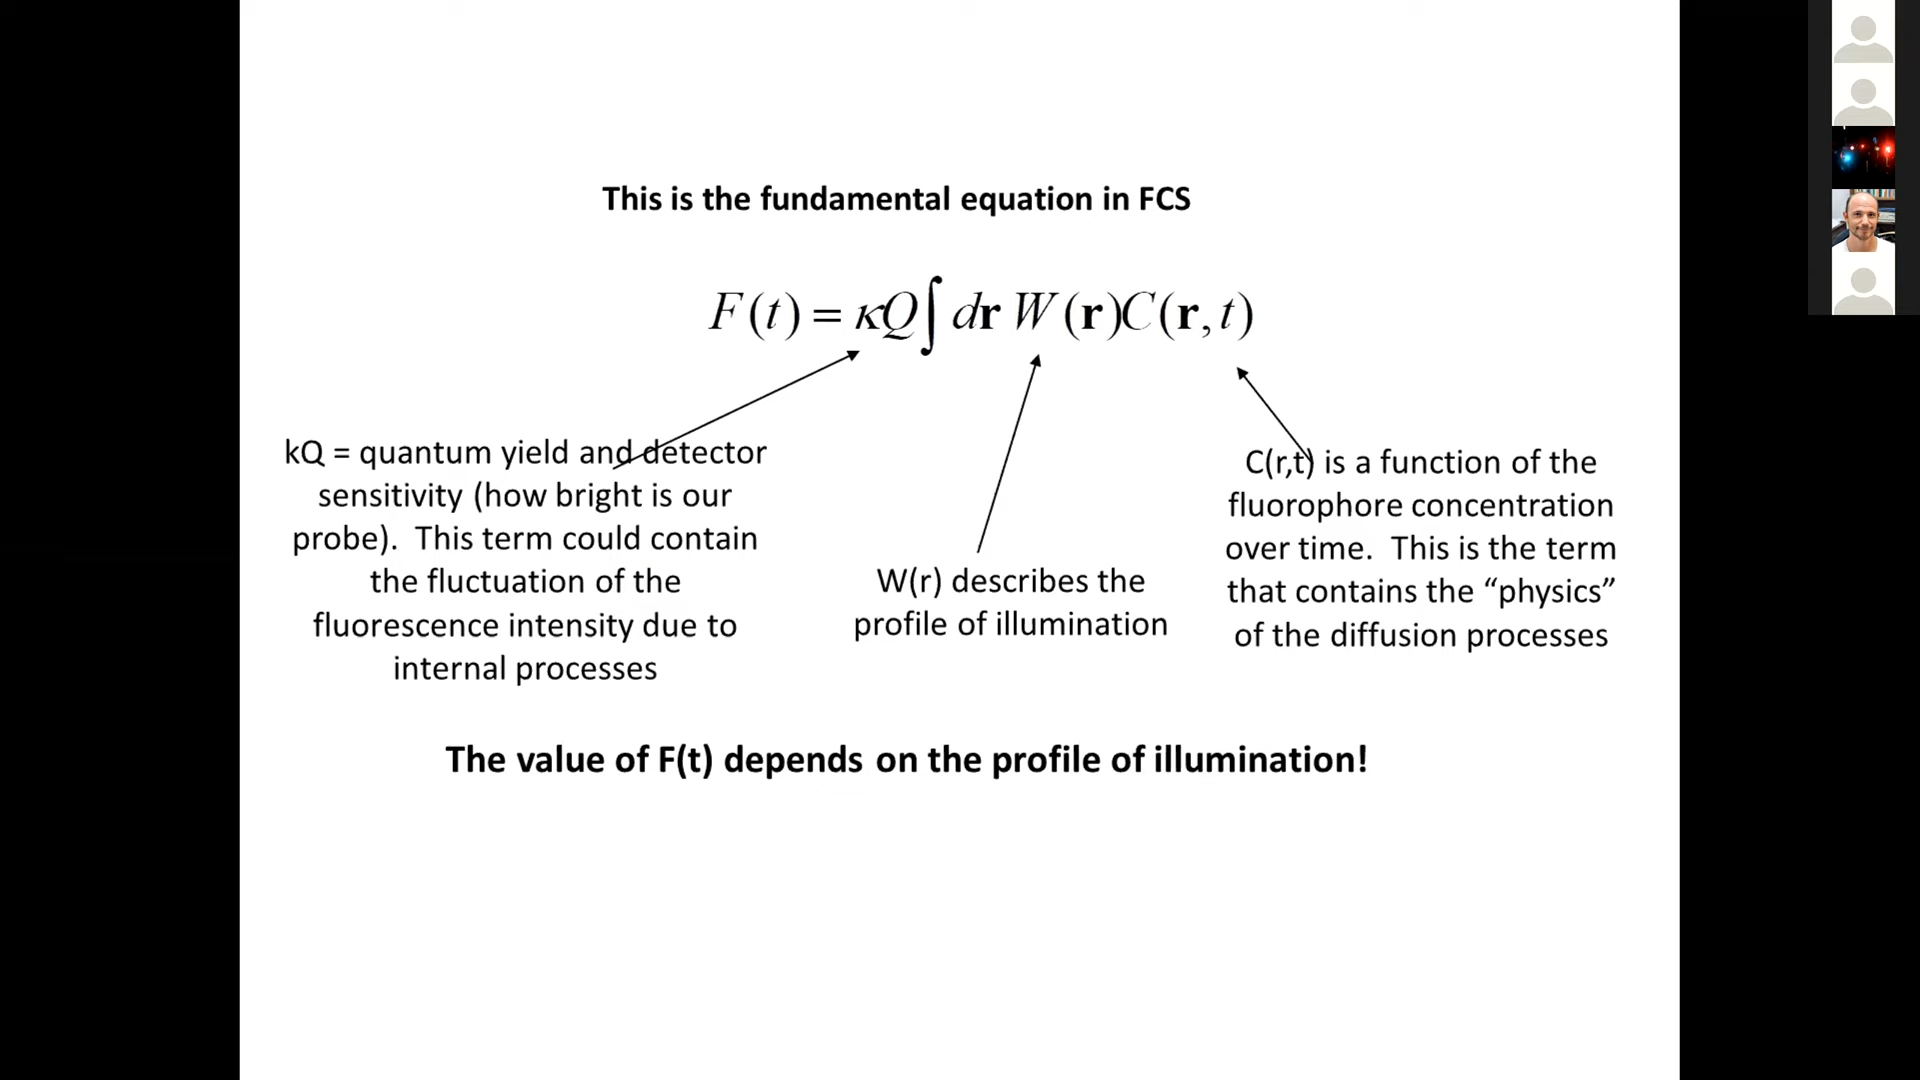 This is the fundamental equation in FCS
F(t) = κQ∫ dr W(r)C(r,t)
kQ = quantum yield and detector
sensitivity (how bright is our
probe). This term could contain
the fluctuation of the
fluorescence intensity due to
internal processes
W(r) describes the
profile of illumination
C(r,t) is a function of the
fluorophore concentration
over time. This is the term
that contains the “physics”
of the diffusion processes
The value of F(t) depends on the profile of illumination!